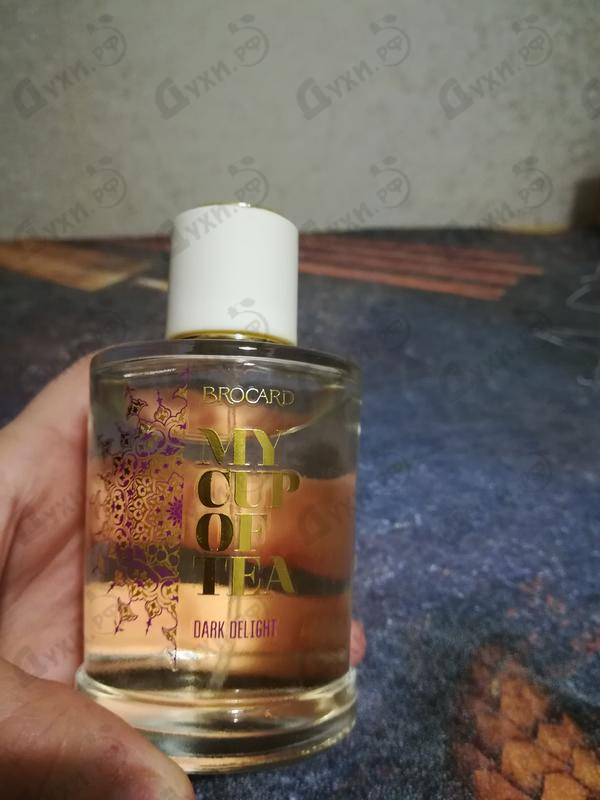 BROCARD
MY
CUP
OF
TEA
DARK DELIGHT
Духи.РФ